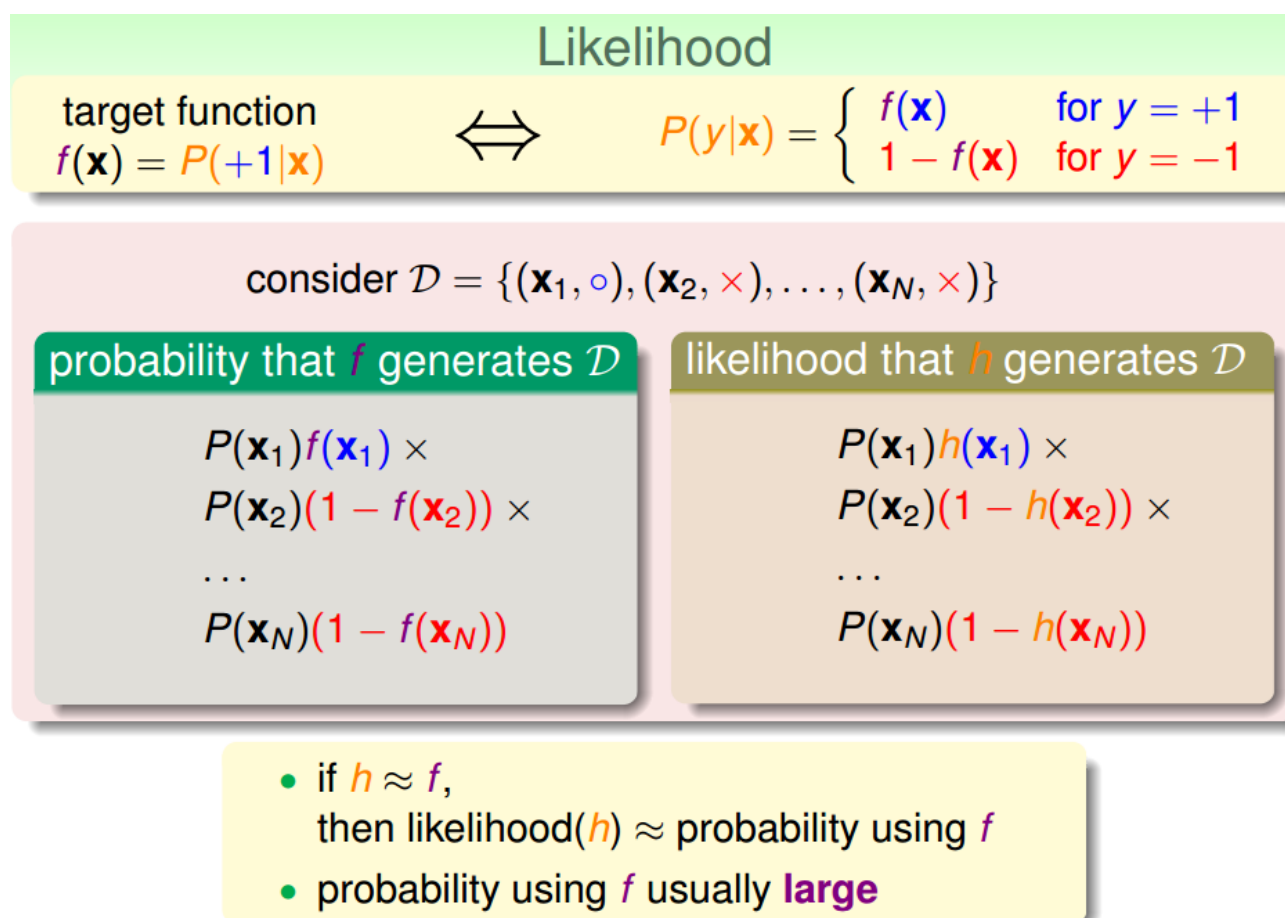 Likelihood
target function
f(x) = P(+1|x)
⇔
P(y|x) = { f(x) for y = +1
1 − f(x) for y = −1
consider 𝒟 = {(x₁, ∘), (x₂, ×), . . . , (x_N, ×)}
probability that f generates 𝒟
P(x₁)f(x₁) ×
P(x₂)(1 − f(x₂)) ×
. . .
P(x_N)(1 − f(x_N))
likelihood that h generates 𝒟
P(x₁)h(x₁) ×
P(x₂)(1 − h(x₂)) ×
. . .
P(x_N)(1 − h(x_N))
• if h ≈ f,
then likelihood(h) ≈ probability using f
• probability using f usually large